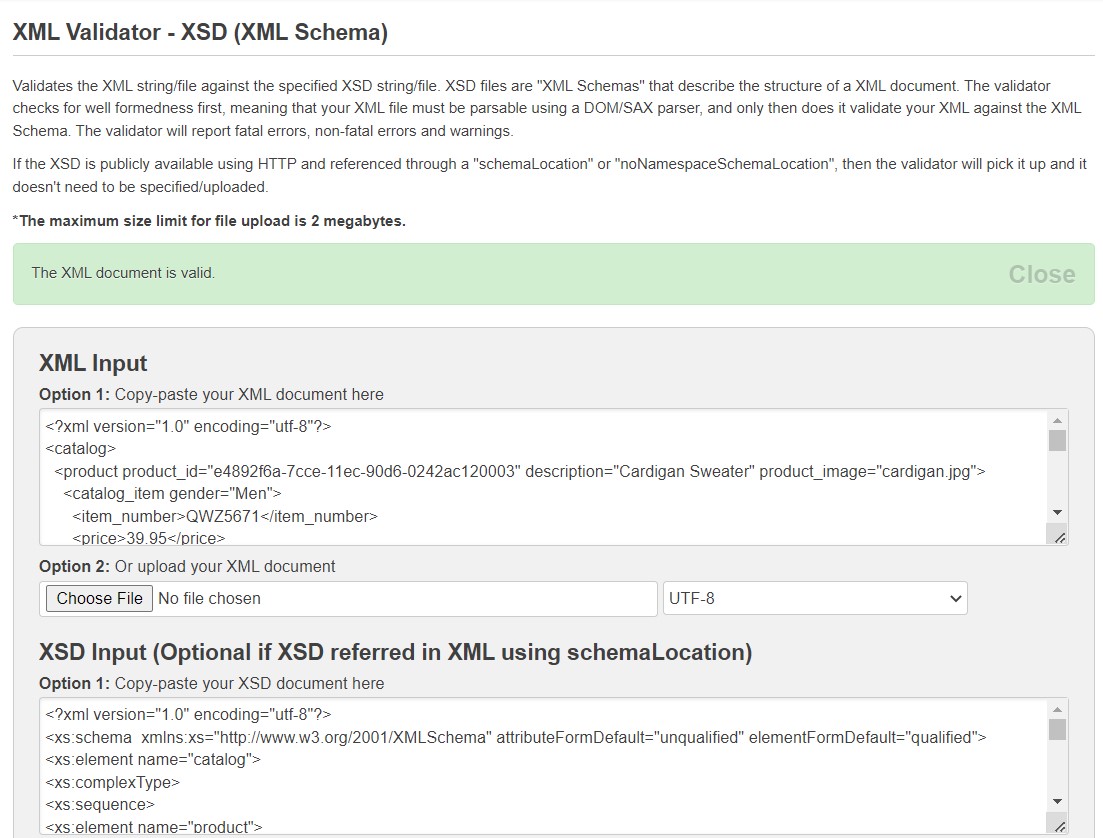 XML Validator - XSD (XML Schema)
Validates the XML string/file against the specified XSD string/file. XSD files are "XML Schemas" that describe the structure of a XML document. The validator
checks for well formedness first, meaning that your XML file must be parsable using a DOM/SAX parser, and only then does it validate your XML against the XML
Schema. The validator will report fatal errors, non-fatal errors and warnings.
If the XSD is publicly available using HTTP and referenced through a "schemaLocation" or "noNamespaceSchemaLocation", then the validator will pick it up and it
doesn't need to be specified/uploaded.
*The maximum size limit for file upload is 2 megabytes.
The XML document is valid. Close
XML Input
Option 1: Copy-paste your XML document here
<?xml version="1.0" encoding="utf-8"?>
<catalog>
<product product_id="e4892f6a-7cce-11ec-90d6-0242ac120003" description="Cardigan Sweater" product_image="cardigan.jpg">
<catalog_item gender="Men">
<item_number>QWZ5671</item_number>
<price>39.95</price>
Option 2: Or upload your XML document
Choose File No file chosen UTF-8
XSD Input (Optional if XSD referred in XML using schemaLocation)
Option 1: Copy-paste your XSD document here
<?xml version="1.0" encoding="utf-8"?>
<xs:schema  xmlns:xs="http://www.w3.org/2001/XMLSchema" attributeFormDefault="unqualified" elementFormDefault="qualified">
<xs:element name="catalog">
<xs:complexType>
<xs:sequence>
<xs:element name="product">